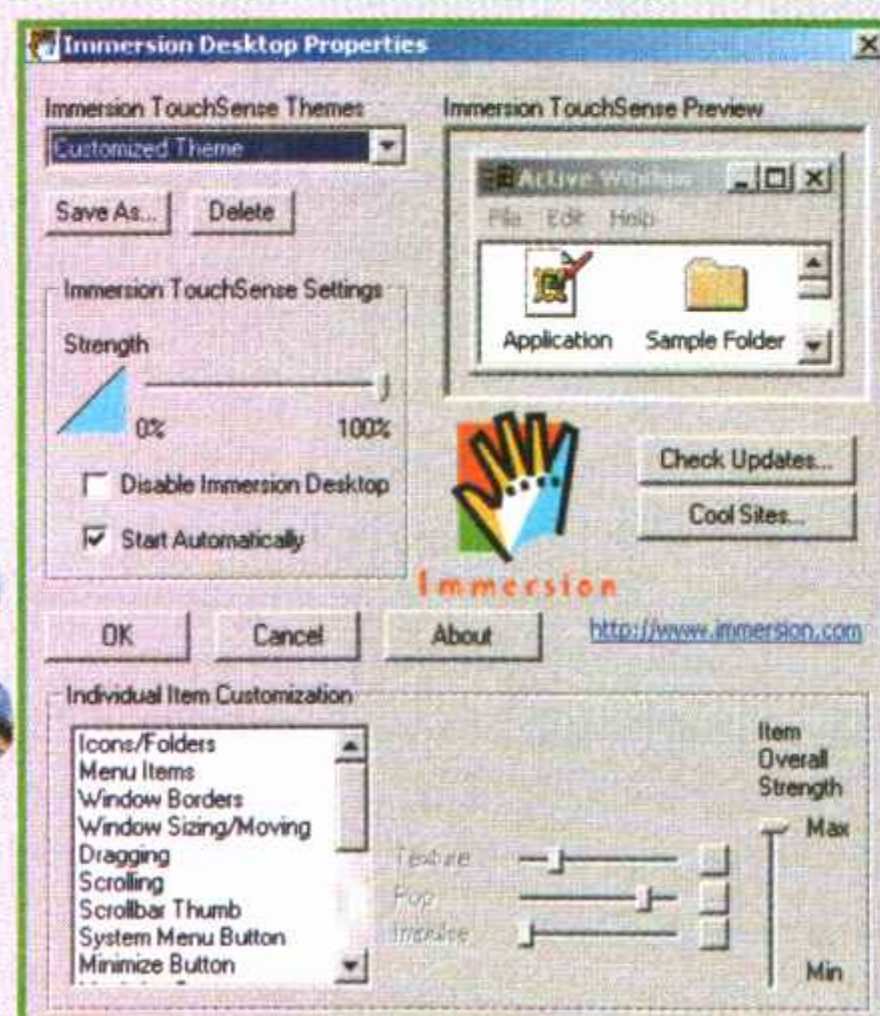 Immersion Desktop Properties
Immersion TouchSense Themes
Customized Theme
Save As...
Delete
Immersion TouchSense Preview
Active Window
File Edit Help
Application
Sample Folder
Immersion TouchSense Settings
Strength
0%
100%
Disable Immersion Desktop
Start Automatically
Immersion
Check Updates...
Cool Sites...
OK
Cancel
About
http://www.immersion.com
Individual Item Customization
Icons/Folders
Menu Items
Window Borders
Window Sizing/Moving
Dragging
Scrolling
Scrollbar Thumb
System Menu Button
Minimize Button
Texture
Pop
Impulse
Item
Overall
Strength
Max
Min